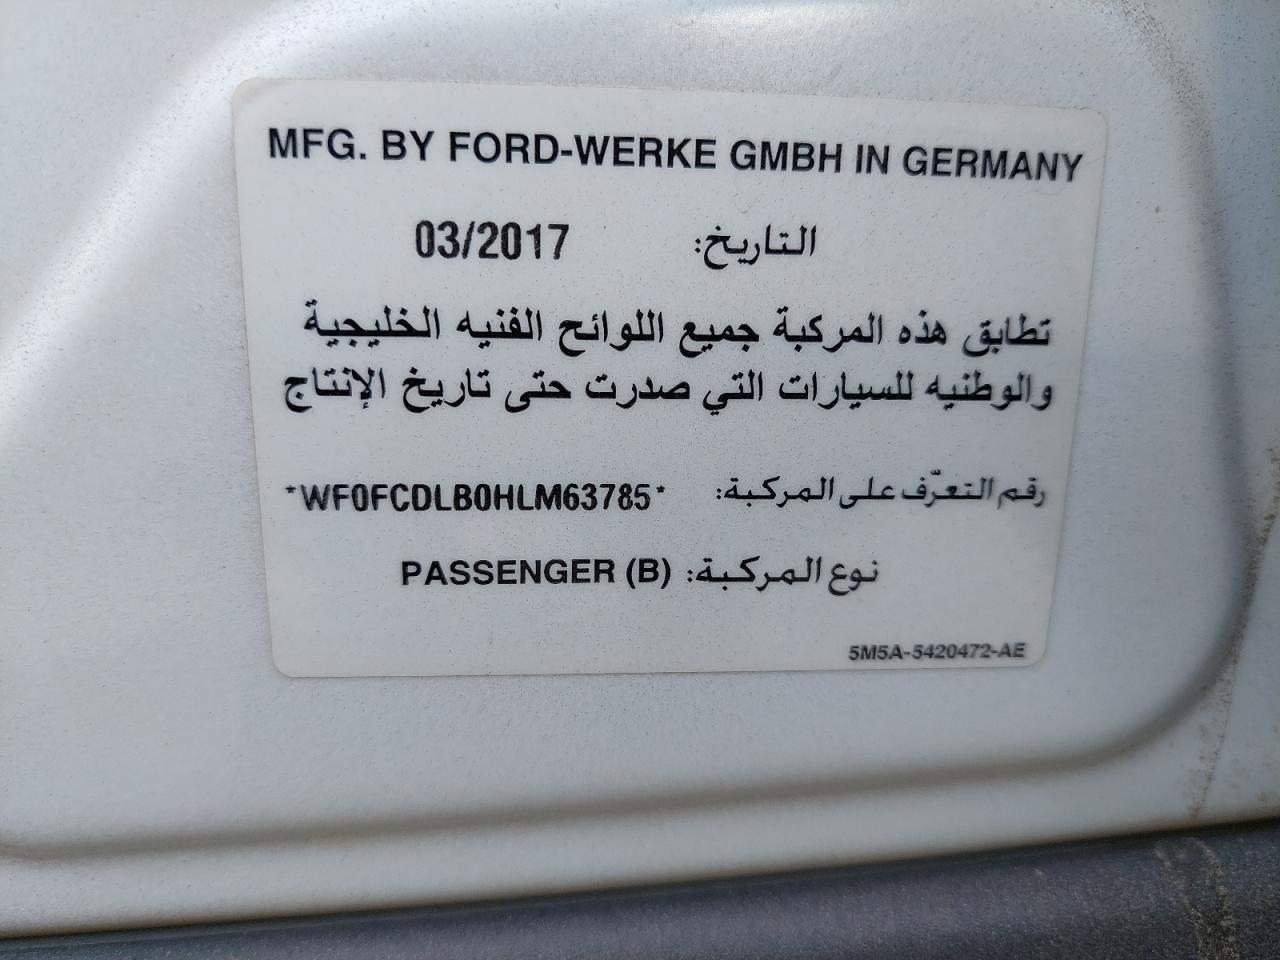 MFG. BY FORD-WERKE GMBH IN GERMANY
التاريخ: 03/2017
تطابق هذه المركبة جميع اللوائح الفنيه الخليجية
والوطنيه للسيارات التي صدرت حتى تاريخ الإنتاج
رقم التعرّف على المركبة: *WF0FCDLB0HLM63785*
نوع المركبة: PASSENGER (B)
5M5A-5420472-AE